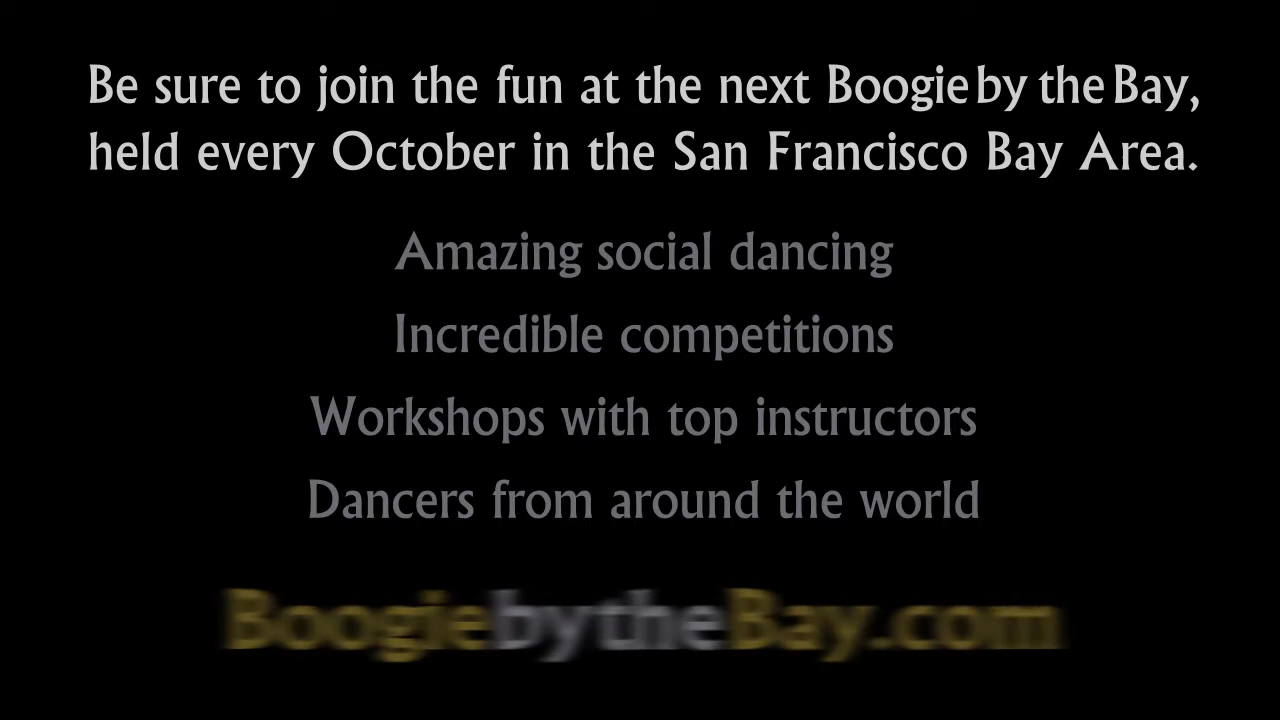 Be sure to join the fun at the next Boogie by the Bay,
held every October in the San Francisco Bay Area.
Amazing social dancing
Incredible competitions
Workshops with top instructors
Dancers from around the world
BoogiebytheBay.com